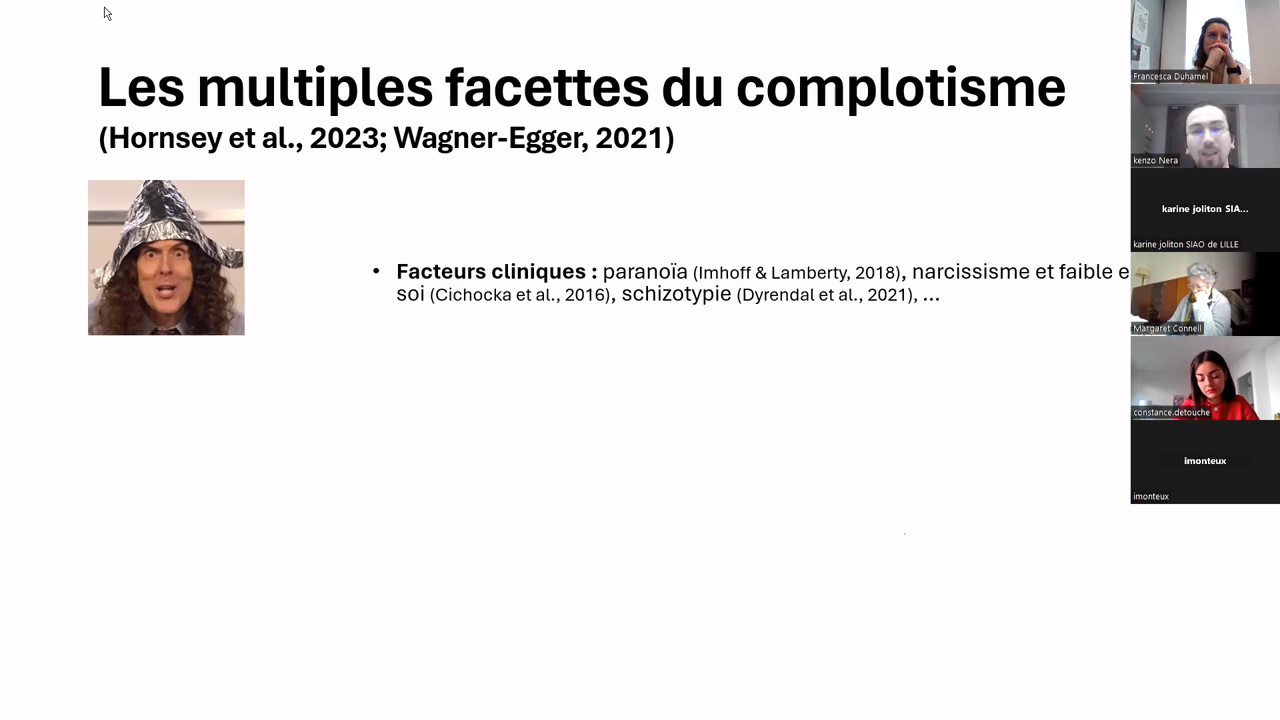 Les multiples facettes du complotisme
(Hornsey et al., 2023; Wagner-Egger, 2021)
• Facteurs cliniques : paranoïa (Imhoff & Lamberty, 2018), narcissisme et faible e
soi (Cichocka et al., 2016), schizotypie (Dyrendal et al., 2021), ...
Francesca Duhamel
kenzo Nera
karine joliton SIA...
karine joliton SIAO de LILLE
Margaret Connell
constance.detouche
imonteux
imonteux